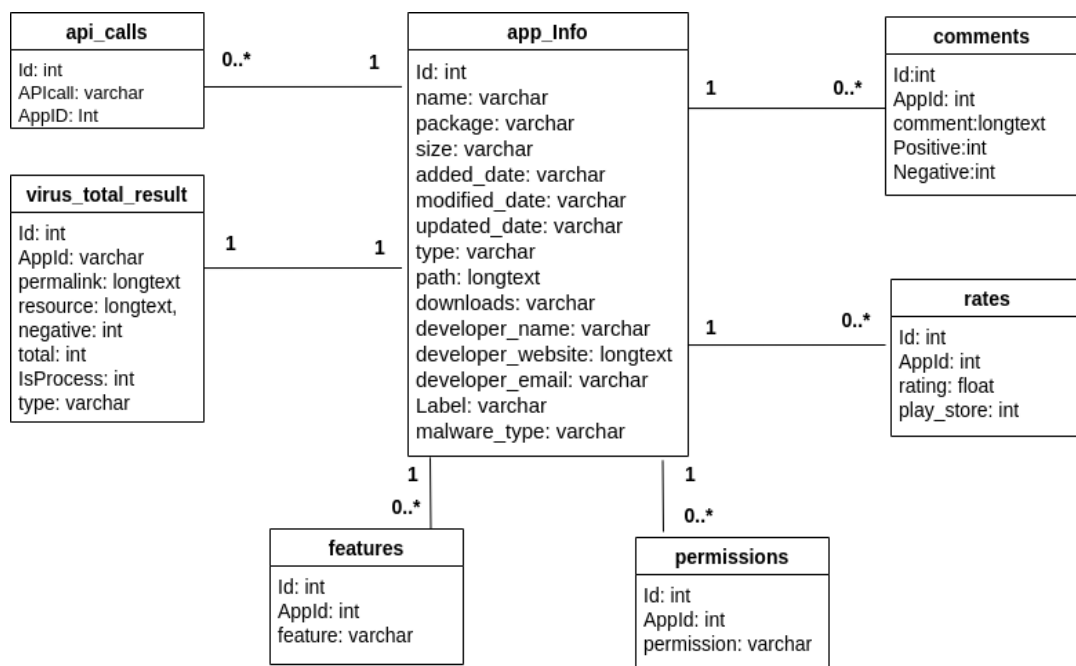 api_calls
Id: int
APIcall: varchar
AppID: Int
0..*
1
app_Info
Id: int
name: varchar
package: varchar
size: varchar
added_date: varchar
modified_date: varchar
updated_date: varchar
type: varchar
path: longtext
downloads: varchar
developer_name: varchar
developer_website: longtext
developer_email: varchar
Label: varchar
malware_type: varchar
1
0..*
comments
Id:int
AppId: int
comment:longtext
Positive:int
Negative:int
virus_total_result
Id: int
AppId: varchar
permalink: longtext
resource: longtext,
negative: int
total: int
IsProcess: int
type: varchar
1
1
1
0..*
rates
Id: int
AppId: int
rating: float
play_store: int
1
0..*
features
Id: int
AppId: int
feature: varchar
1
0..*
permissions
Id: int
AppId: int
permission: varchar